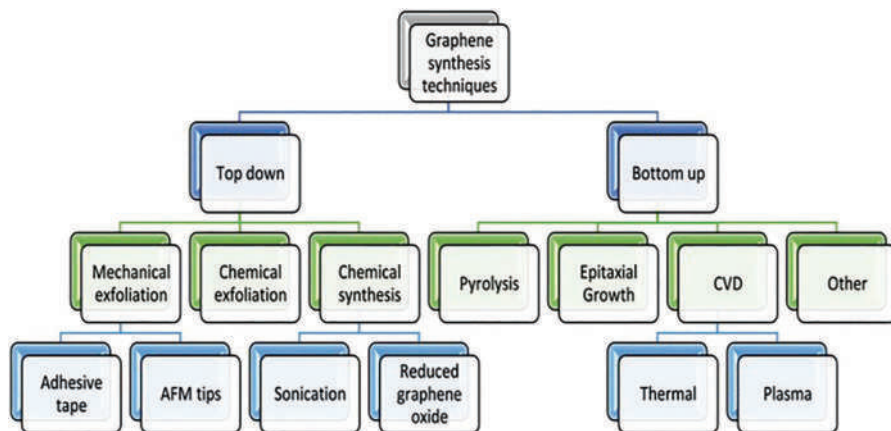 Graphene
synthesis
techniques
Top down
Bottom up
Mechanical
exfoliation
Chemical
exfoliation
Chemical
synthesis
Pyrolysis
Epitaxial
Growth
CVD
Other
Adhesive
tape
AFM tips
Sonication
Reduced
graphene
oxide
Thermal
Plasma